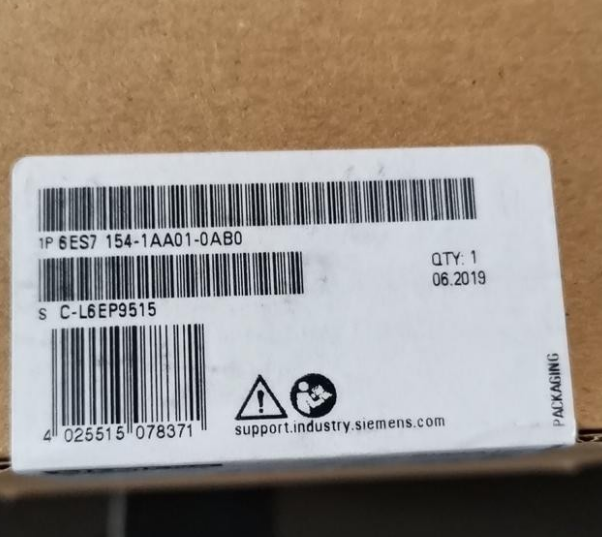 1P 6ES7 154-1AA01-0AB0
QTY: 1
06.2019
S C-L6EP9515
4 025515 078371
support.industry.siemens.com
PACKAGING